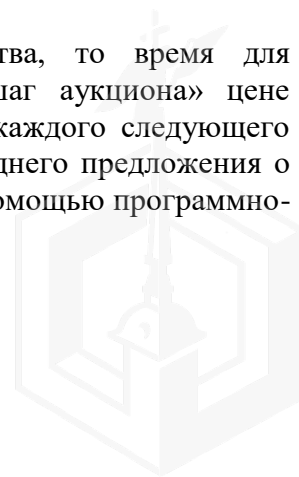 тва, то время для
шаг аукциона» цене
каждого следующего
днего предложения о
омощью программно-